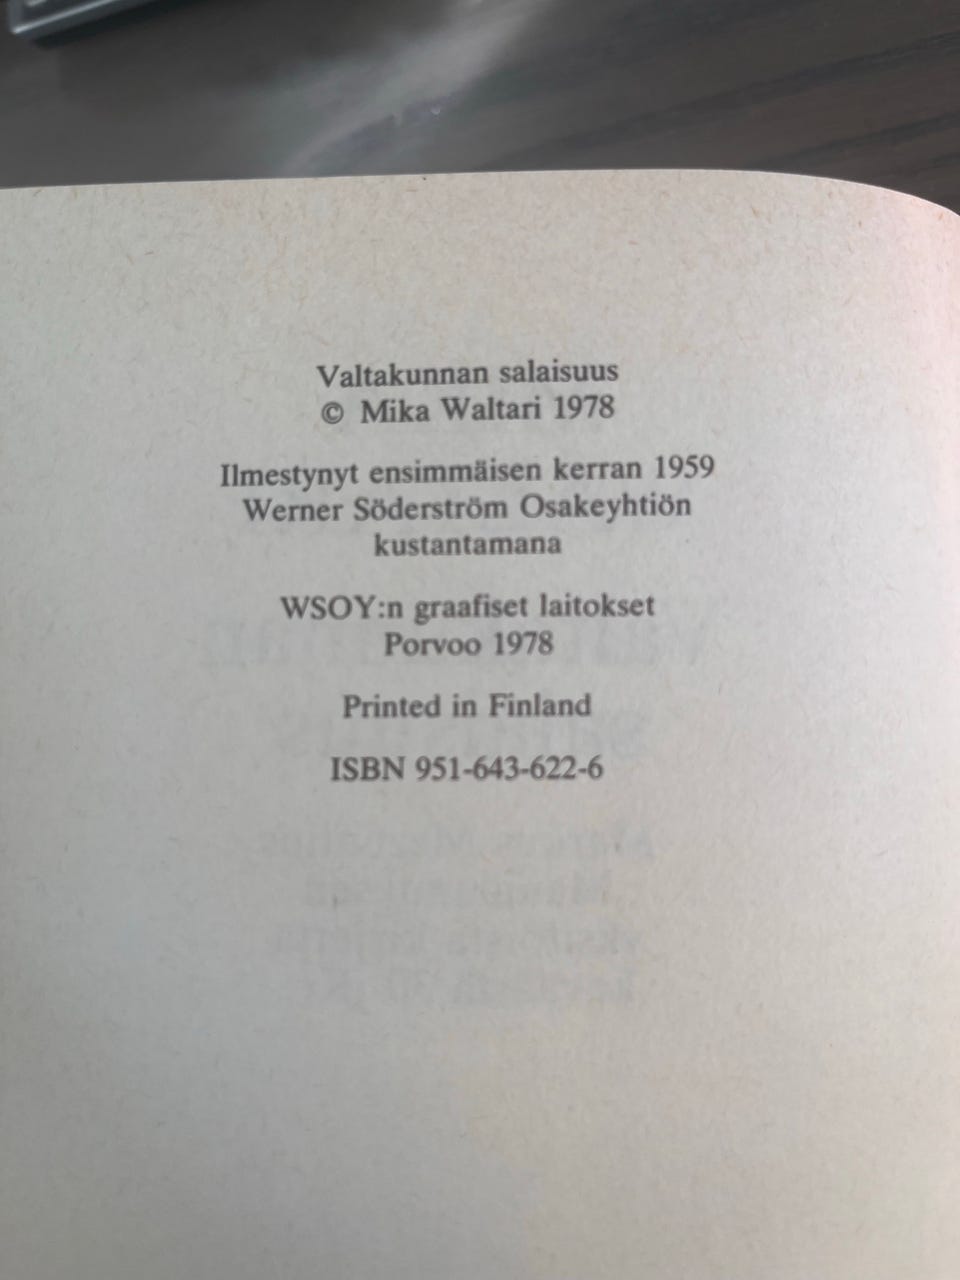 Valtakunnan salaisuus
© Mika Waltari 1978
Ilmestynyt ensimmäisen kerran 1959
Werner Söderström Osakeyhtiön
kustantamana
WSOY:n graafiset laitokset
Porvoo 1978
Printed in Finland
ISBN 951-643-622-6